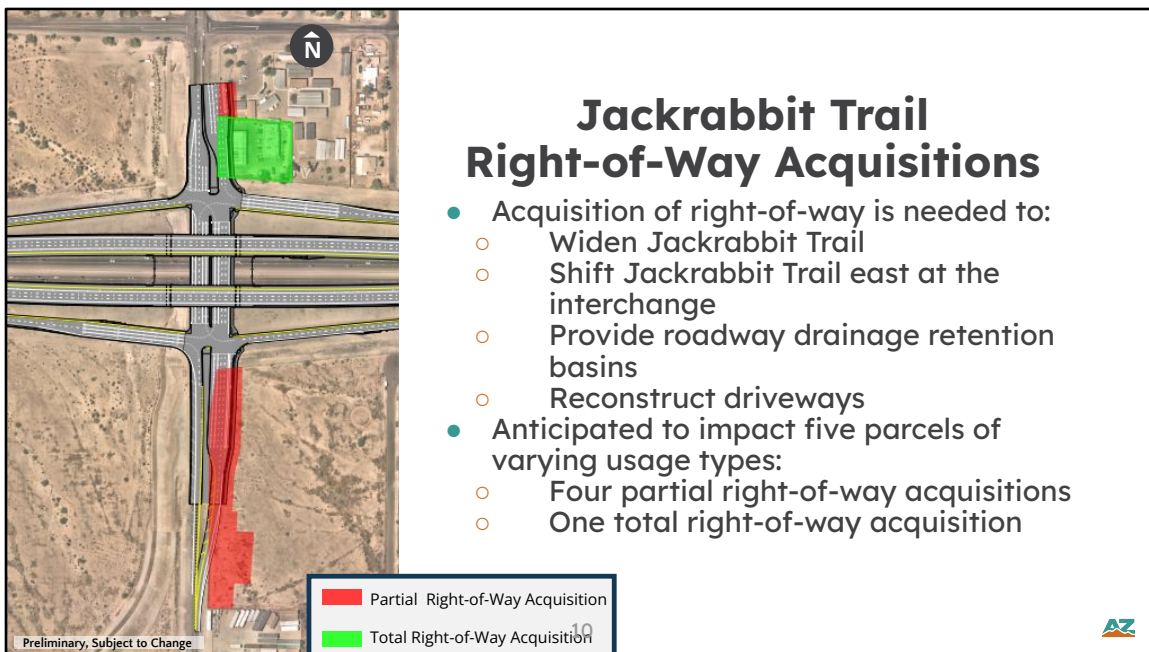 N
Jackrabbit Trail
Right-of-Way Acquisitions
● Acquisition of right-of-way is needed to:
○ Widen Jackrabbit Trail
○ Shift Jackrabbit Trail east at the
interchange
○ Provide roadway drainage retention
basins
○ Reconstruct driveways
● Anticipated to impact five parcels of
varying usage types:
○ Four partial right-of-way acquisitions
○ One total right-of-way acquisition
Partial Right-of-Way Acquisition
Total Right-of-Way Acquisition
10
Preliminary, Subject to Change
AZ